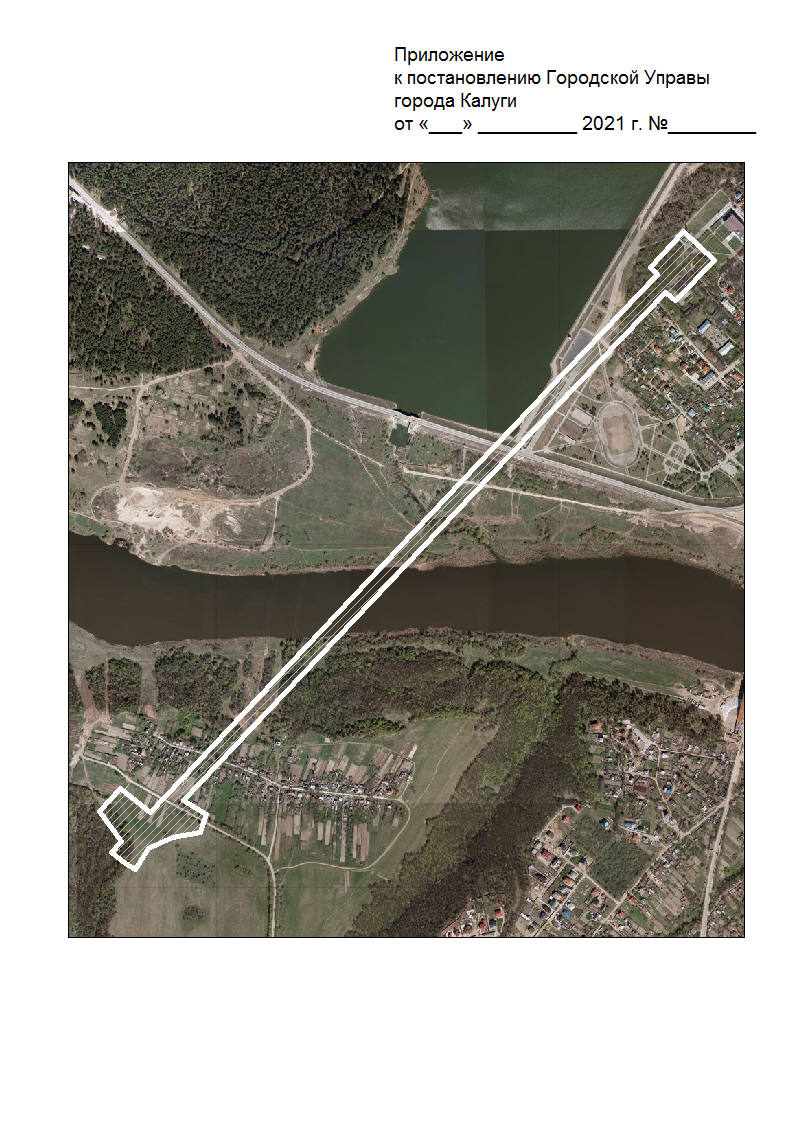 Приложение
к постановлению Городской Управы
города Калуги
от «___» __________ 2021 г. №_________